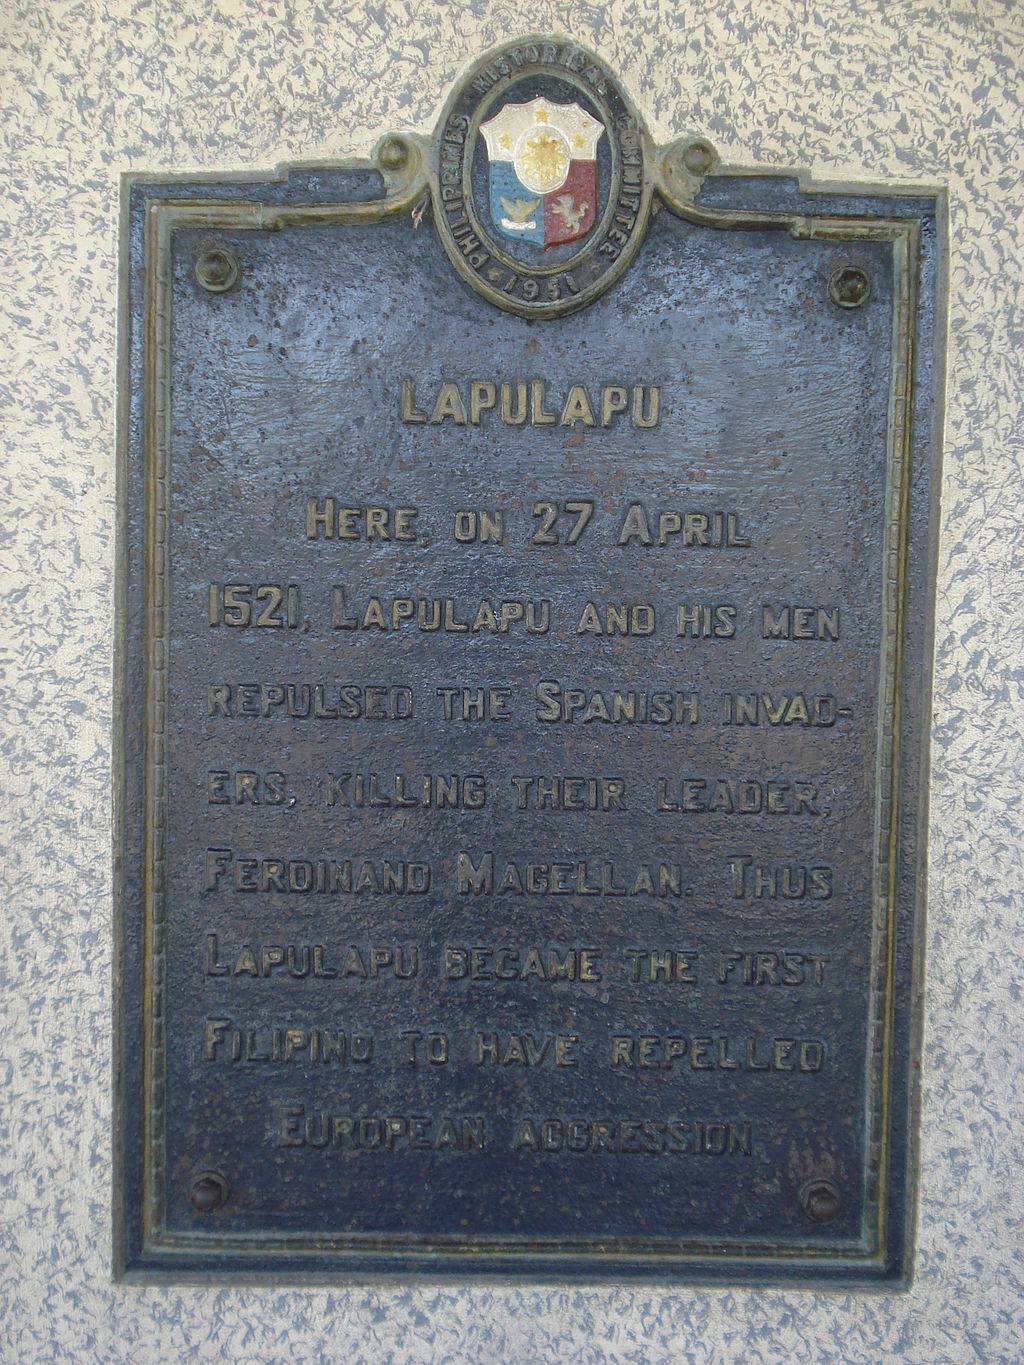 PHILIPPINES HISTORICAL COMMITTEE
1951
LAPULAPU
HERE, ON 27 APRIL
1521, LAPULAPU AND HIS MEN
REPULSED THE SPANISH INVAD-
ERS, KILLING THEIR LEADER,
FERDINAND MAGELLAN. THUS
LAPULAPU BECAME THE FIRST
FILIPINO TO HAVE REPELLED
EUROPEAN AGGRESSION.